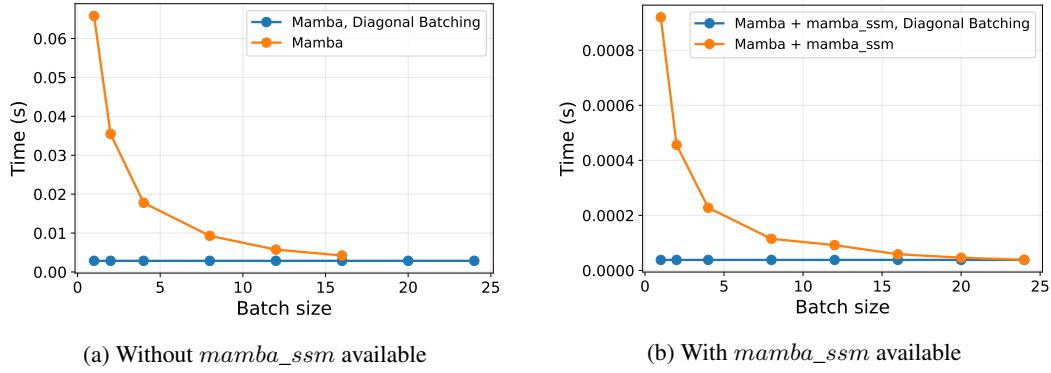 Mamba, Diagonal Batching
Mamba
0.06
0.05
0.04
0.03
0.02
0.01
0.00
Time (s)
0 5 10 15 20 25
Batch size
(a) Without mamba_ssm available
Mamba + mamba_ssm, Diagonal Batching
Mamba + mamba_ssm
0.0008
0.0006
0.0004
0.0002
0.0000
Time (s)
0 5 10 15 20 25
Batch size
(b) With mamba_ssm available